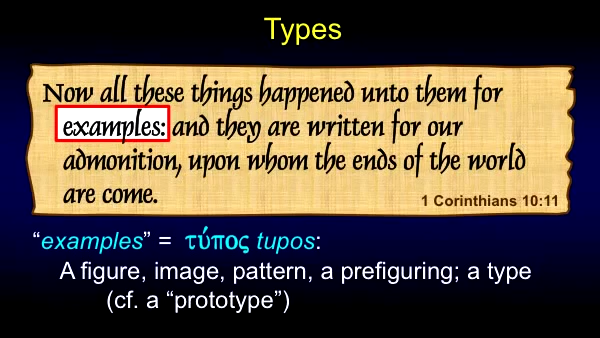 Types
Now all these things happened unto them for
examples: and they are written for our
admonition, upon whom the ends of the world
are come.
1 Corinthians 10:11
“examples” = τύπος tupos:
A figure, image, pattern, a prefiguring; a type
(cf. a “prototype”)